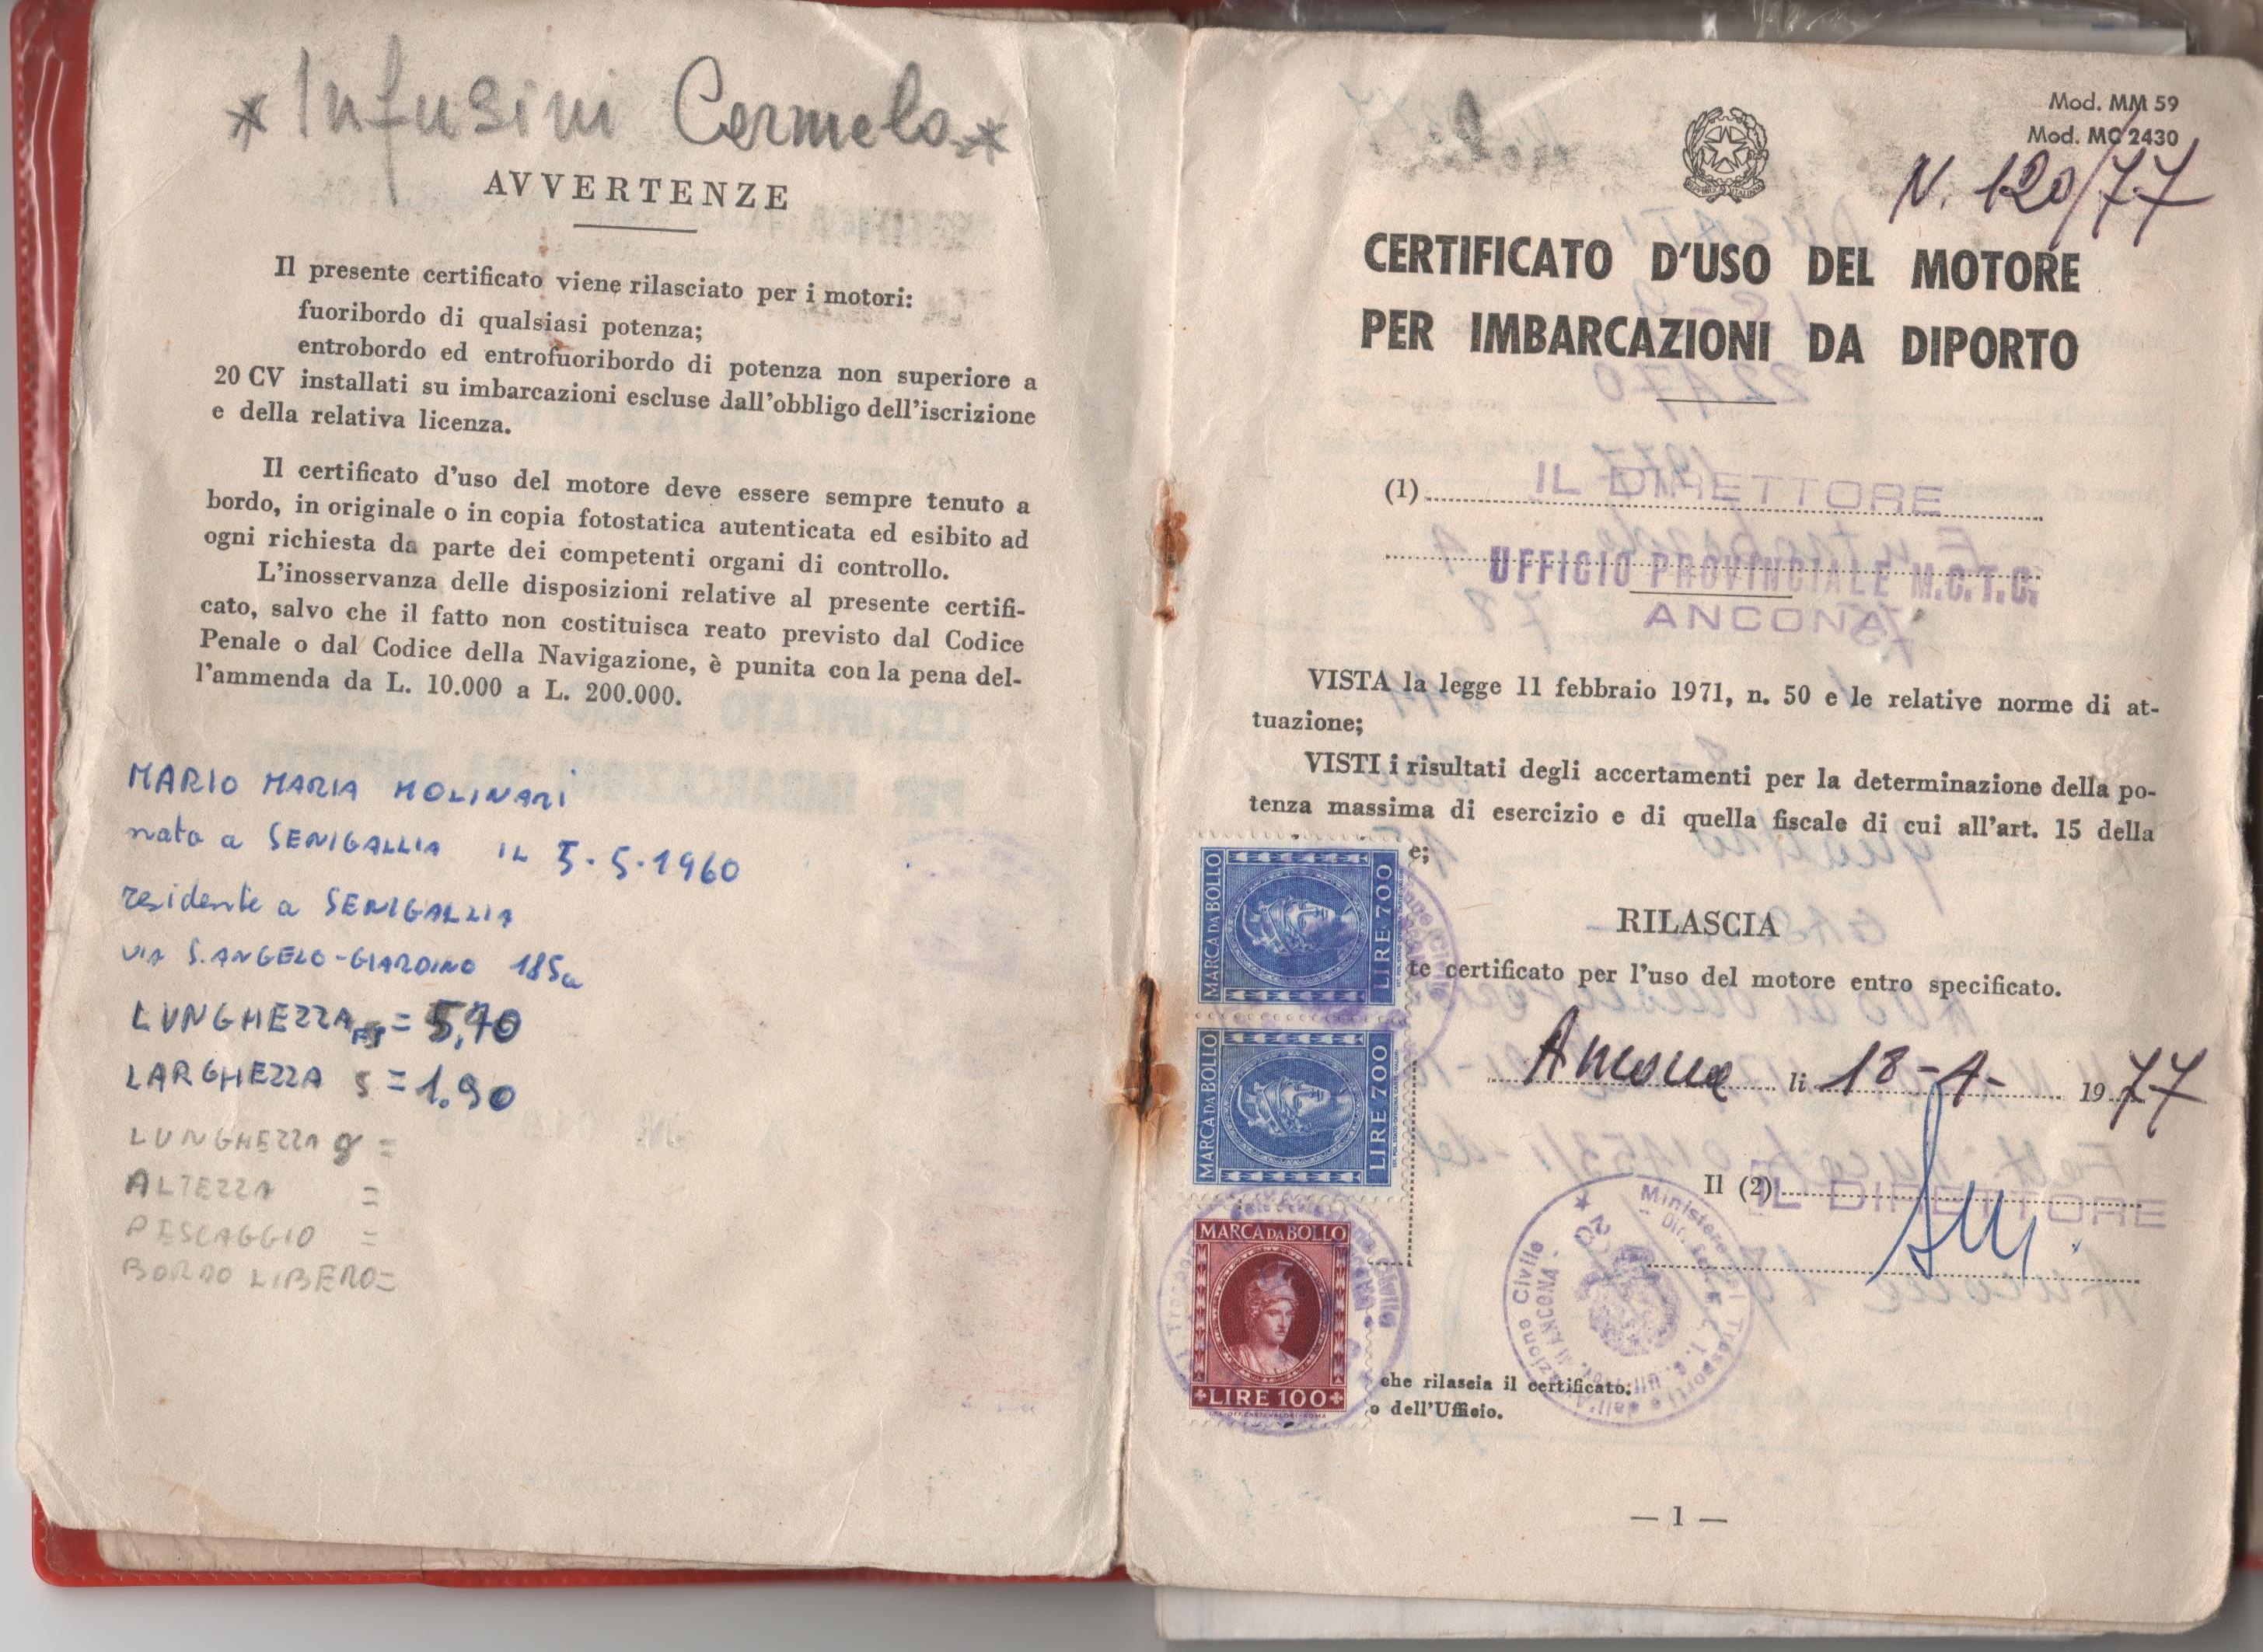 * Infusini Carmelo *
AVVERTENZE
Il presente certificato viene rilasciato per i motori:
fuoribordo di qualsiasi potenza;
entrobordo ed entrofuoribordo di potenza non superiore a
20 CV installati su imbarcazioni escluse dall'obbligo dell'iscrizione
e della relativa licenza.
Il certificato d'uso del motore deve essere sempre tenuto a
bordo, in originale o in copia fotostatica autenticata ed esibito ad
ogni richiesta da parte dei competenti organi di controllo.
L'inosservanza delle disposizioni relative al presente certifi-
cato, salvo che il fatto non costituisca reato previsto dal Codice
Penale o dal Codice della Navigazione, è punita con la pena del-
l'ammenda da L. 10.000 a L. 200.000.
MARIO MARIA MOLINARI
nato a SENIGALLIA IL 5-5-1960
residente a SENIGALLIA
VIA S. ANGELO-GIARDINO 185a
LUNGHEZZA FT = 5,70
LARGHEZZA S = 1.90
LUNGHEZZA g =
ALTEZZA =
PESCAGGIO =
BORDO LIBERO =
Mod. MM 59
Mod. MC 2430
N. 120/77
CERTIFICATO D'USO DEL MOTORE
PER IMBARCAZIONI DA DIPORTO
(1) IL DIRETTORE
UFFICIO PROVINCIALE M.C.T.C.
ANCONA
VISTA la legge 11 febbraio 1971, n. 50 e le relative norme di at-
tuazione;
VISTI i risultati degli accertamenti per la determinazione della po-
tenza massima di esercizio e di quella fiscale di cui all'art. 15 della
e;
RILASCIA
te certificato per l'uso del motore entro specificato.
Ancona li 18-4- 1977
Il (2) IL DIRETTORE
MARCA DA BOLLO
LIRE 700
MARCA DA BOLLO
LIRE 700
MARCA DA BOLLO
LIRE 100
Ministero dei Trasporti e dell'Aviazione Civile
ANCONA
20
che rilascia il certificato.
o dell'Ufficio.
— 1 —